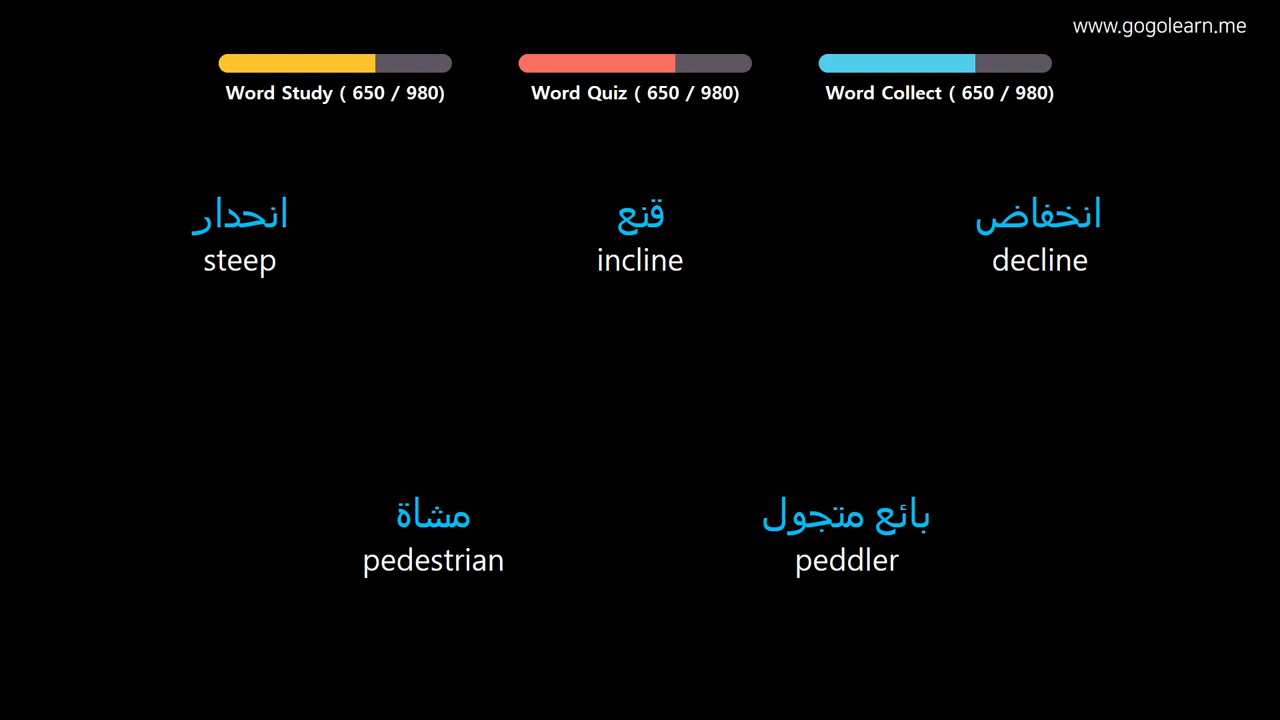 www.gogolearn.me
Word Study ( 650 / 980)
Word Quiz ( 650 / 980)
Word Collect ( 650 / 980)
انحدار
steep
قنع
incline
انخفاض
decline
مشاة
pedestrian
بائع متجول
peddler